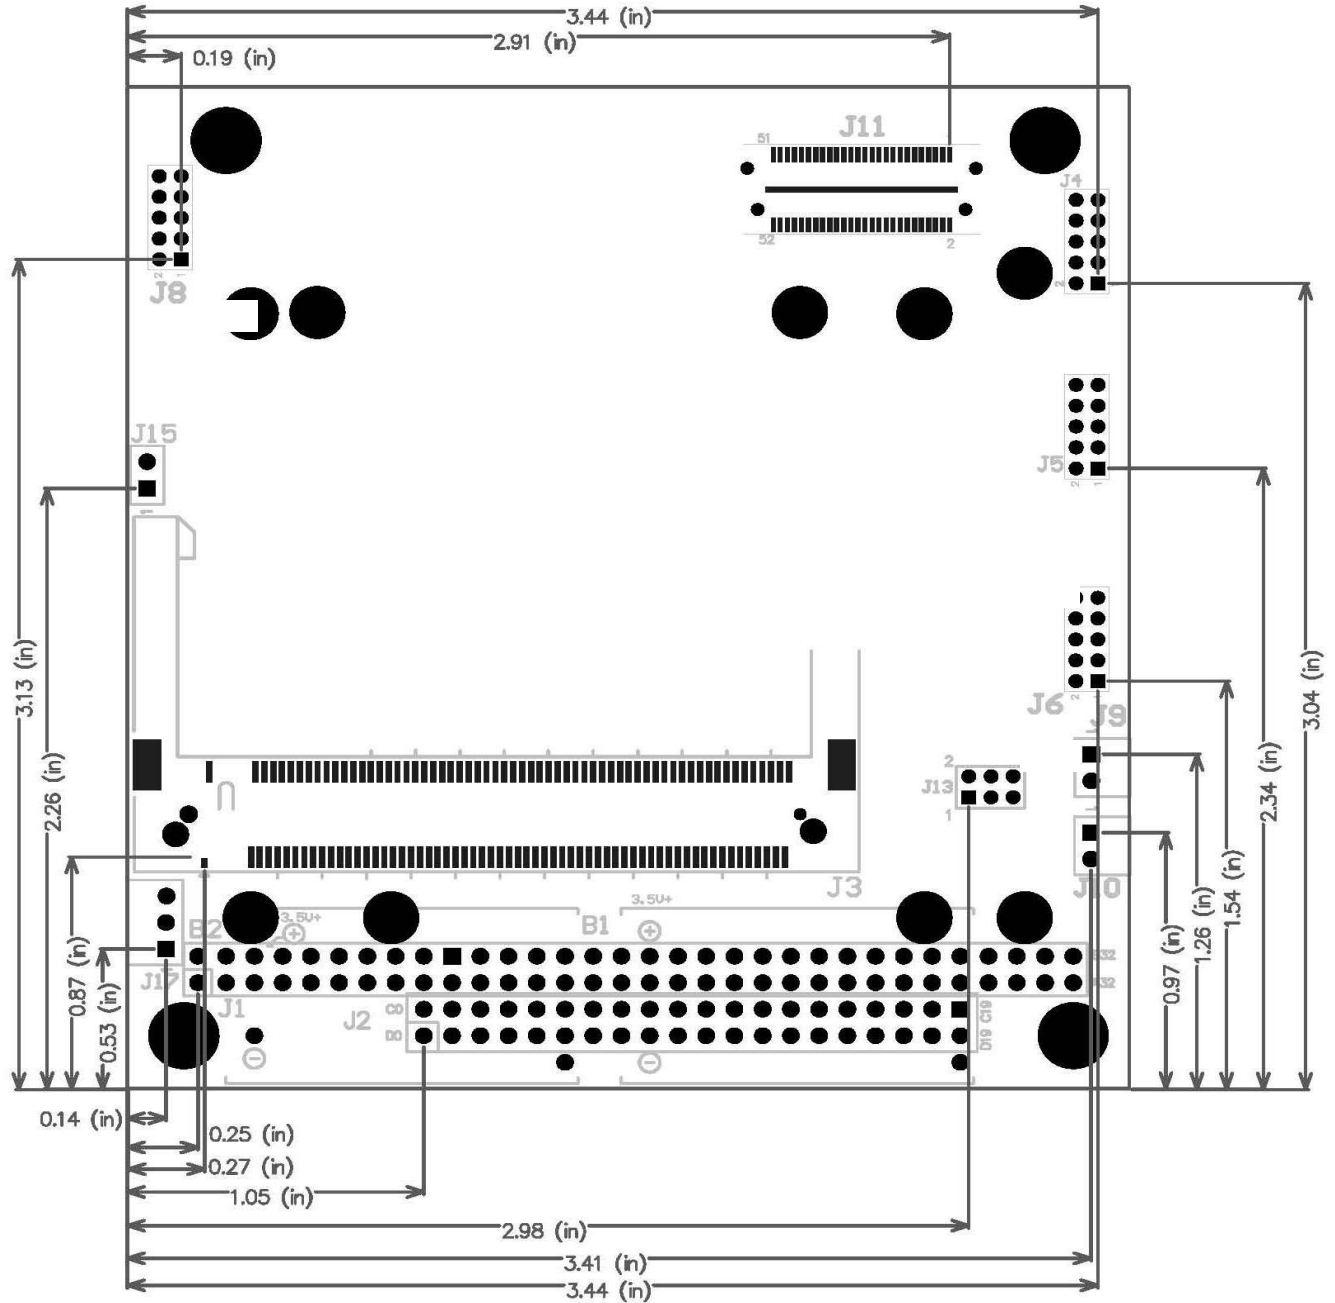 3.44 (in)
2.91 (in)
0.19 (in)
J11
51
52
2
J4
2
2
1
J8
J15
1
J5
2
1
3.13 (in)
2.26 (in)
J6
2
J9
3.04 (in)
2.34 (in)
2
J13
1
J10
J3
1.54 (in)
1.26 (in)
0.97 (in)
0.87 (in)
0.53 (in)
3.5V+
3.5V+
B2
B1
J17
J1
J2
C0
D0
C19
D19
0.14 (in)
0.25 (in)
0.27 (in)
1.05 (in)
2.98 (in)
3.41 (in)
3.44 (in)